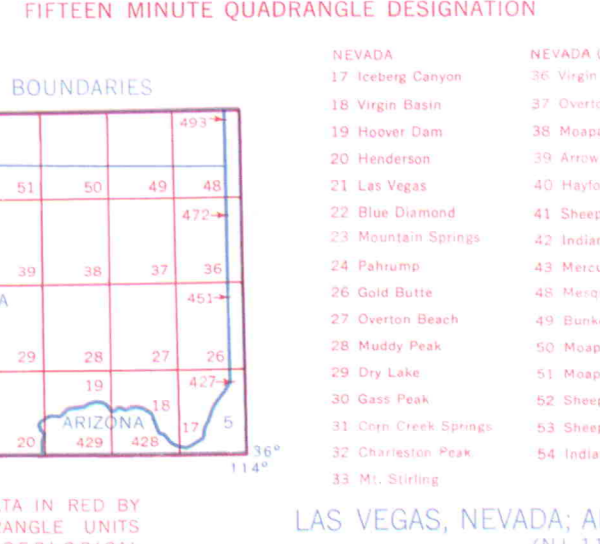 FIFTEEN MINUTE QUADRANGLE DESIGNATION
BOUNDARIES
493
51 50 49 48
472
39 38 37 36
A
451
29 28 27 26
427
19
18
ARIZONA
17 5
20 429 428
36°
114°
NEVADA
17 Iceberg Canyon
18 Virgin Basin
19 Hoover Dam
20 Henderson
21 Las Vegas
22 Blue Diamond
23 Mountain Springs
24 Pahrump
26 Gold Butte
27 Overton Beach
28 Muddy Peak
29 Dry Lake
30 Gass Peak
31 Corn Creek Springs
32 Charleston Peak
33 Mt. Stirling
NEVADA (
36 Virgin
37 Overto
38 Moapa
39 Arrow
40 Hayfo
41 Sheep
42 Indian
43 Mercu
48 Mesq
49 Bunk
50 Moap
51 Moap
52 Sheep
53 Sheep
54 India
TA IN RED BY
RANGLE UNITS
LAS VEGAS, NEVADA; A